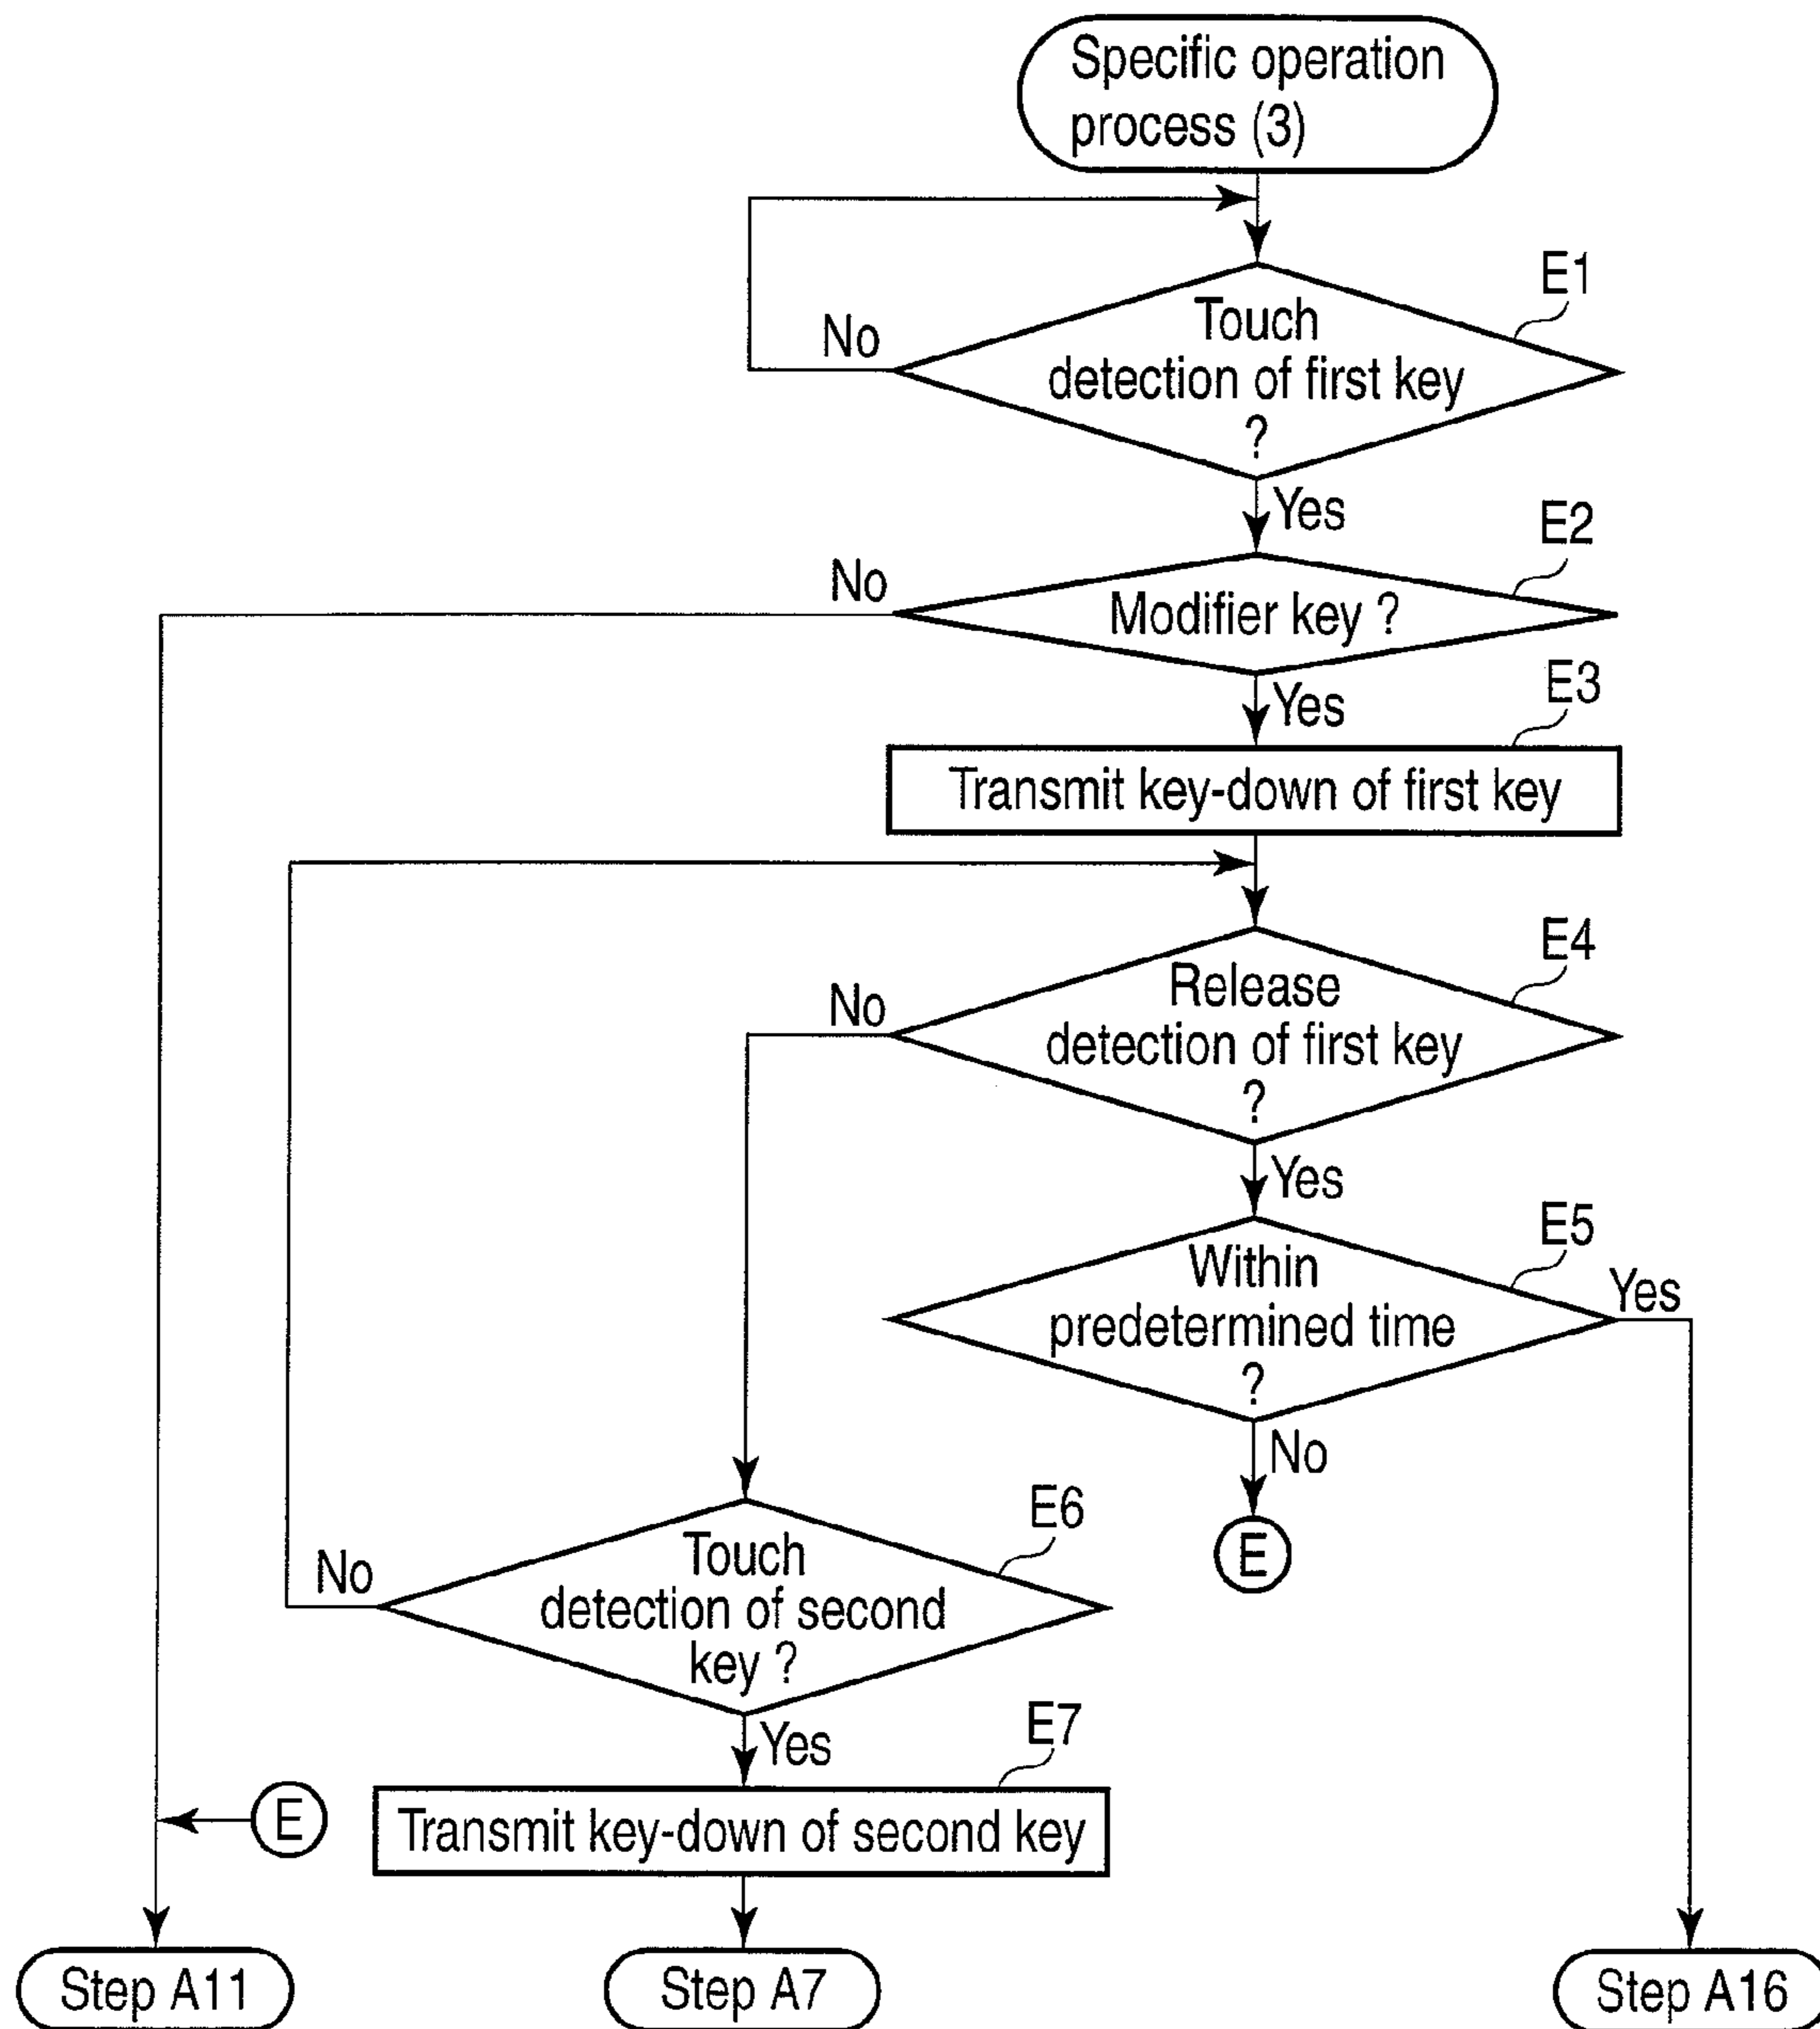 Specific operation
process (3)
E1
Touch
detection of first key
?
No
Yes
E2
Modifier key ?
No
Yes
E3
Transmit key-down of first key
E4
Release
detection of first key
?
No
Yes
E5
Within
predetermined time
?
Yes
No
E
E6
Touch
detection of second
key ?
No
Yes
E7
Transmit key-down of second key
E
Step A11
Step A7
Step A16